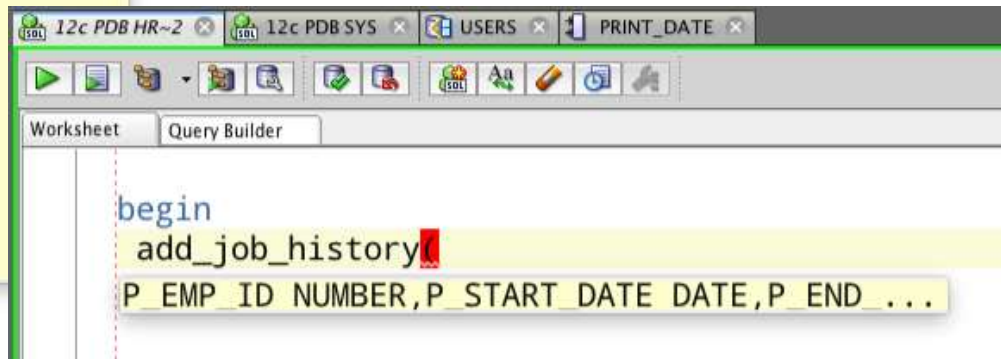 12c PDB HR~2 12c PDB SYS USERS PRINT_DATE
Worksheet Query Builder
begin
add_job_history(
P_EMP_ID NUMBER,P_START_DATE DATE,P_END_...